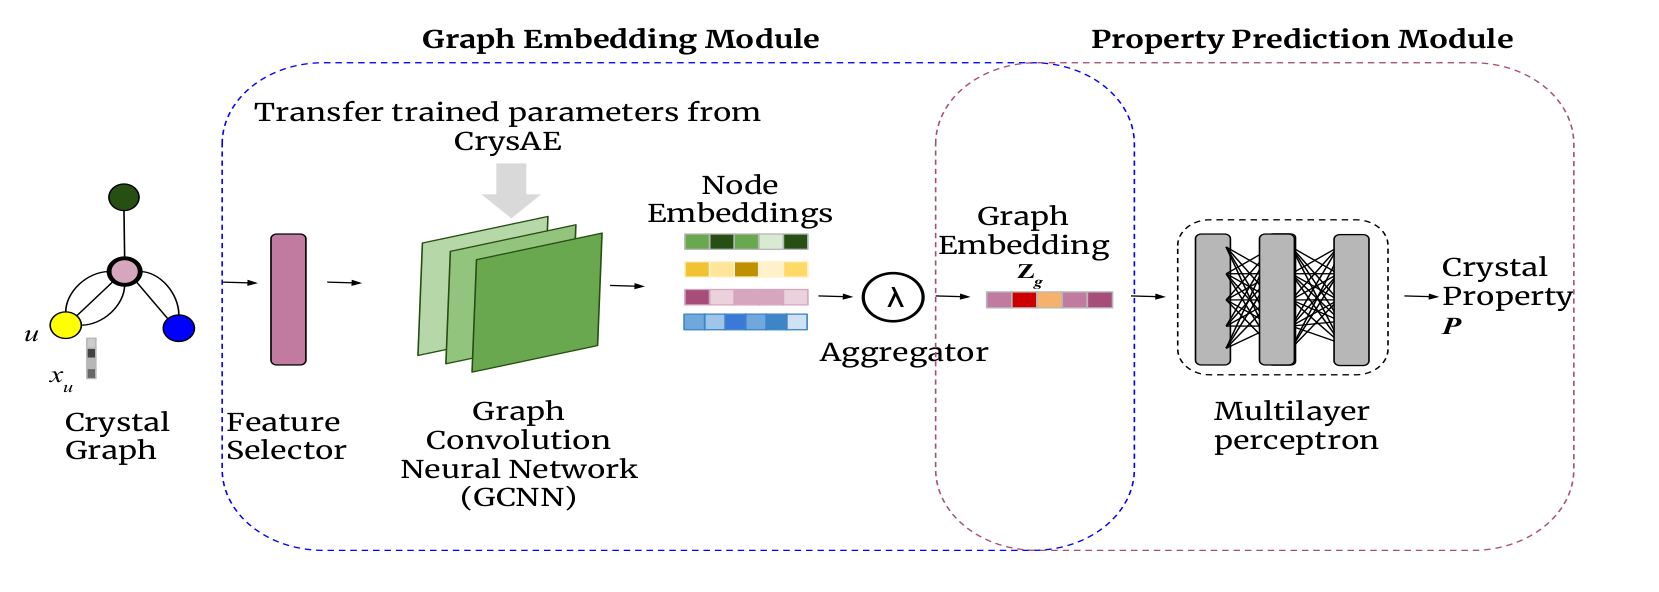 Graph Embedding Module
Property Prediction Module
Transfer trained parameters from
CrysAE
u
x_u
Crystal
Graph
Feature
Selector
Graph
Convolution
Neural Network
(GCNN)
Node
Embeddings
λ
Aggregator
Graph
Embedding
Z_g
Multilayer
perceptron
Crystal
Property
P